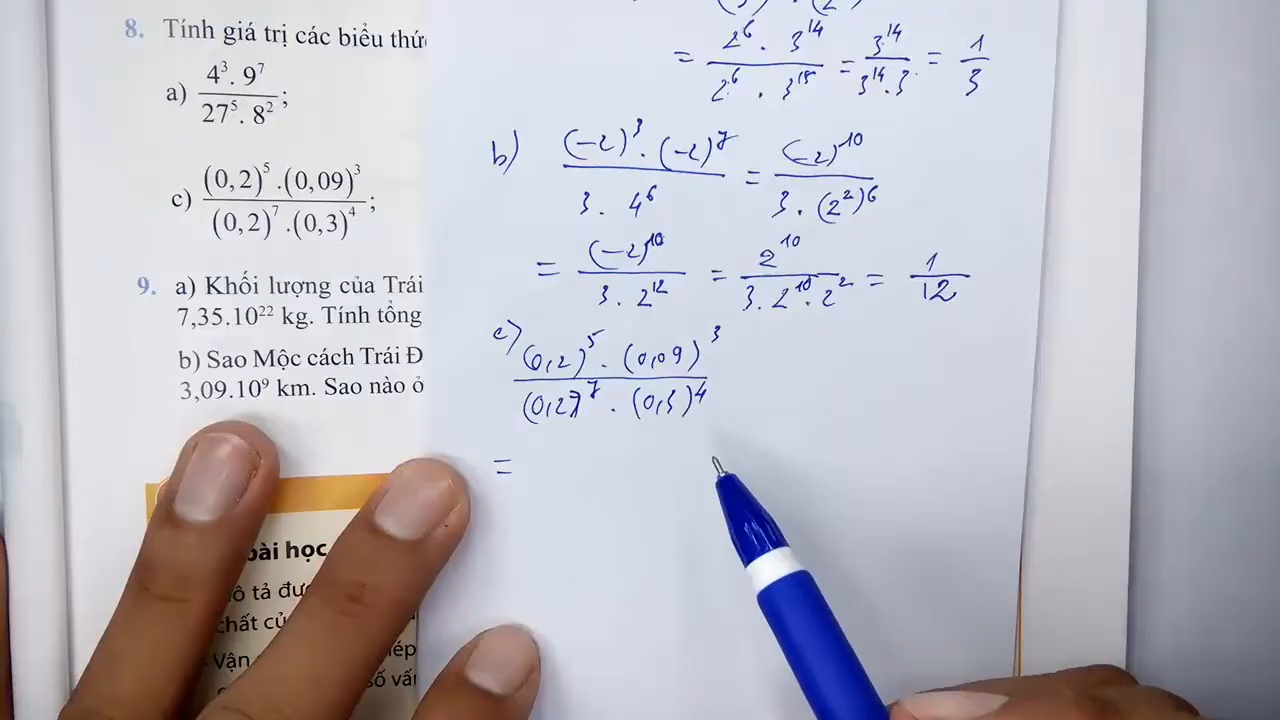 8. Tính giá trị các biểu thức
a) 4³ . 9⁷ / 27⁵ . 8² ;
c) (0,2)⁵ .(0,09)³ / (0,2)⁷ .(0,3)⁴ ;
9. a) Khối lượng của Trái
7,35.10²² kg. Tính tổng
b) Sao Mộc cách Trái Đ
3,09.10⁹ km. Sao nào ở
bài học
ô tả đư
chất củ
Vận
iép
số vấn
= 2⁶ . 3¹⁴ / 2⁶ . 3¹⁵ = 3¹⁴ / 3¹⁴.3 = 1/3
b) (-2)³ . (-2)⁷ / 3 . 4⁶ = (-2)¹⁰ / 3 . (2²)⁶
= (-2)¹⁰ / 3 . 2¹² = 2¹⁰ / 3 . 2¹⁰ . 2² = 1/12
c) (0,2)⁵ . (0,09)³ / (0,2)⁷ . (0,3)⁴
=